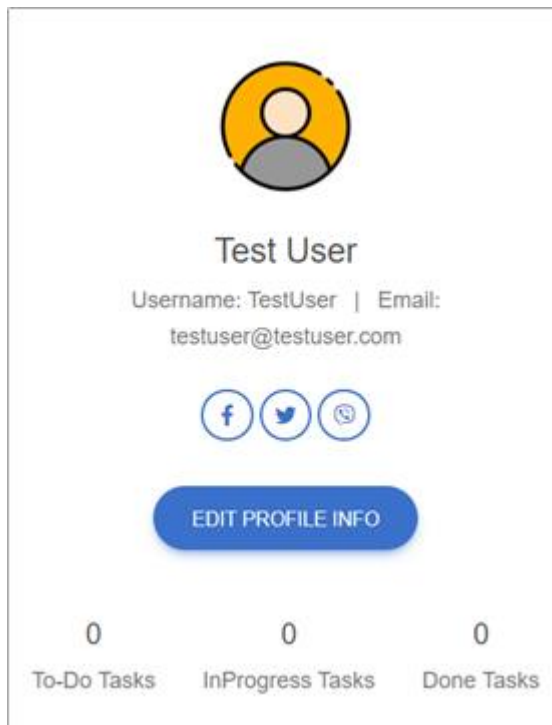 Test User
Username: TestUser | Email:
testuser@testuser.com
EDIT PROFILE INFO
0 0 0
To-Do Tasks InProgress Tasks Done Tasks